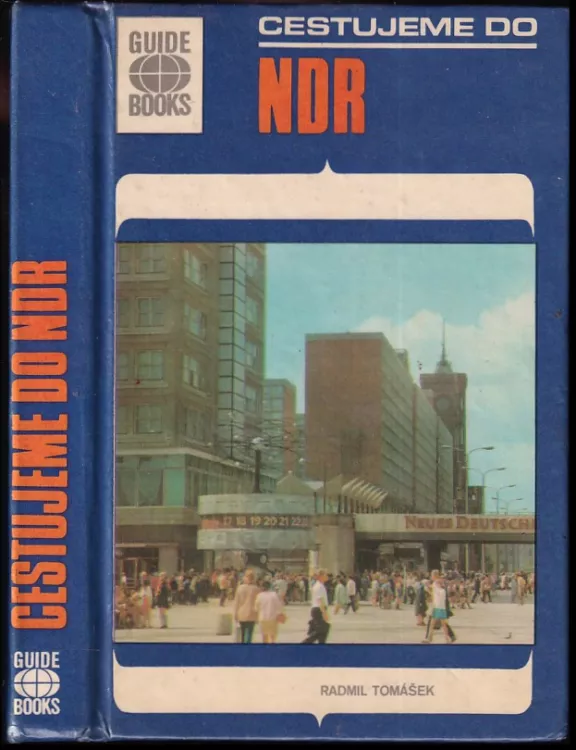 GUIDE
BOOKS
CESTUJEME DO
NDR
CESTUJEME DO NDR
17 18 19 20 21 22
NEUES DEUTSCH
RADMIL TOMÁŠEK
GUIDE
BOOKS